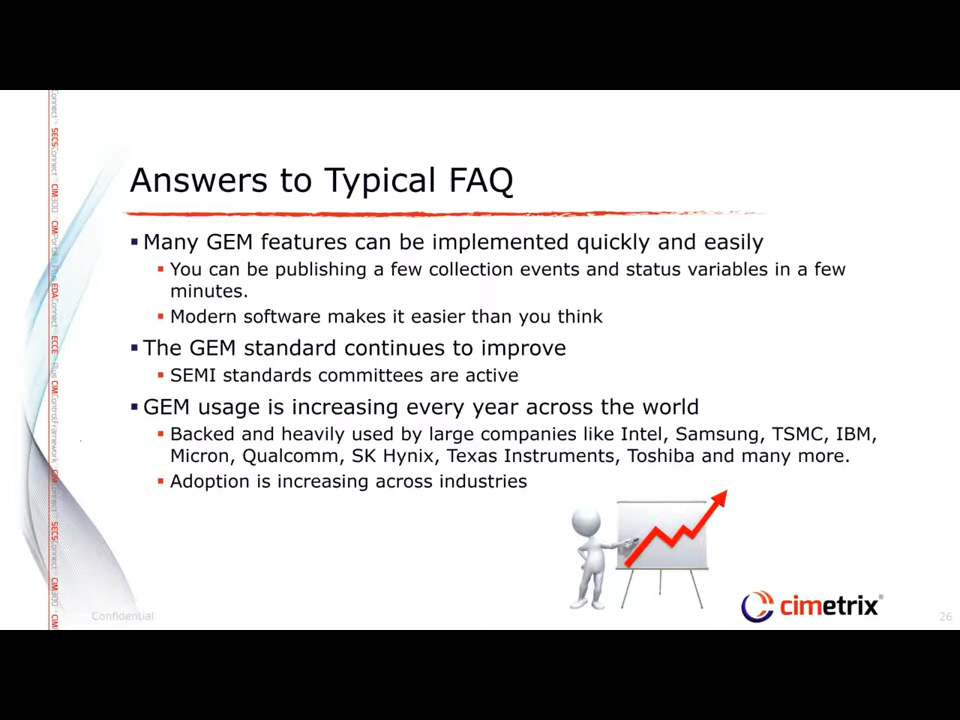 Answers to Typical FAQ
Many GEM features can be implemented quickly and easily
You can be publishing a few collection events and status variables in a few
minutes.
Modern software makes it easier than you think
The GEM standard continues to improve
SEMI standards committees are active
GEM usage is increasing every year across the world
Backed and heavily used by large companies like Intel, Samsung, TSMC, IBM,
Micron, Qualcomm, SK Hynix, Texas Instruments, Toshiba and many more.
Adoption is increasing across industries
Confidential
cimetrix®
26